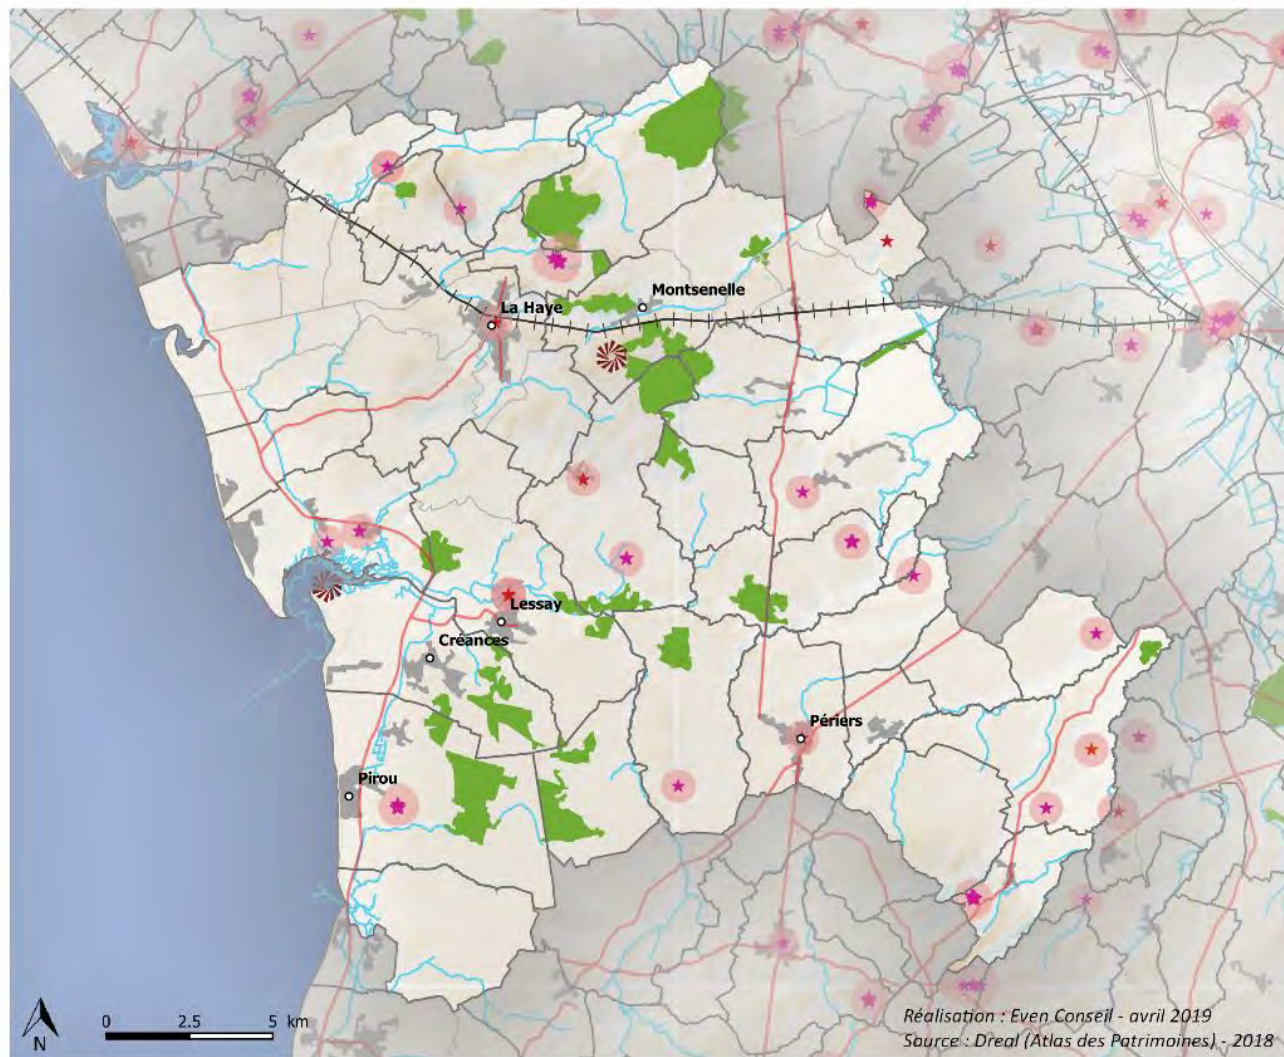 Montsenelle
La Haye
Lessay
Créances
Périers
Pirou
N
0 2.5 5 km
Réalisation : Even Conseil - avril 2019
Source : Dreal (Atlas des Patrimoines) - 2018